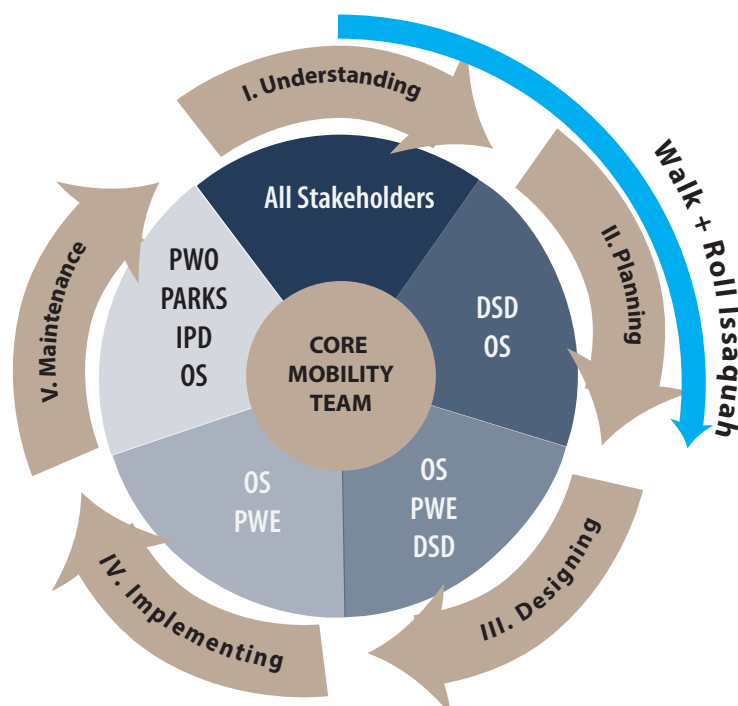 I. Understanding
II. Planning
III. Designing
IV. Implementing
V. Maintenance
Walk + Roll Issaquah
All Stakeholders
DSD
OS
OS
PWE
DSD
OS
PWE
PWO
PARKS
IPD
OS
CORE
MOBILITY
TEAM